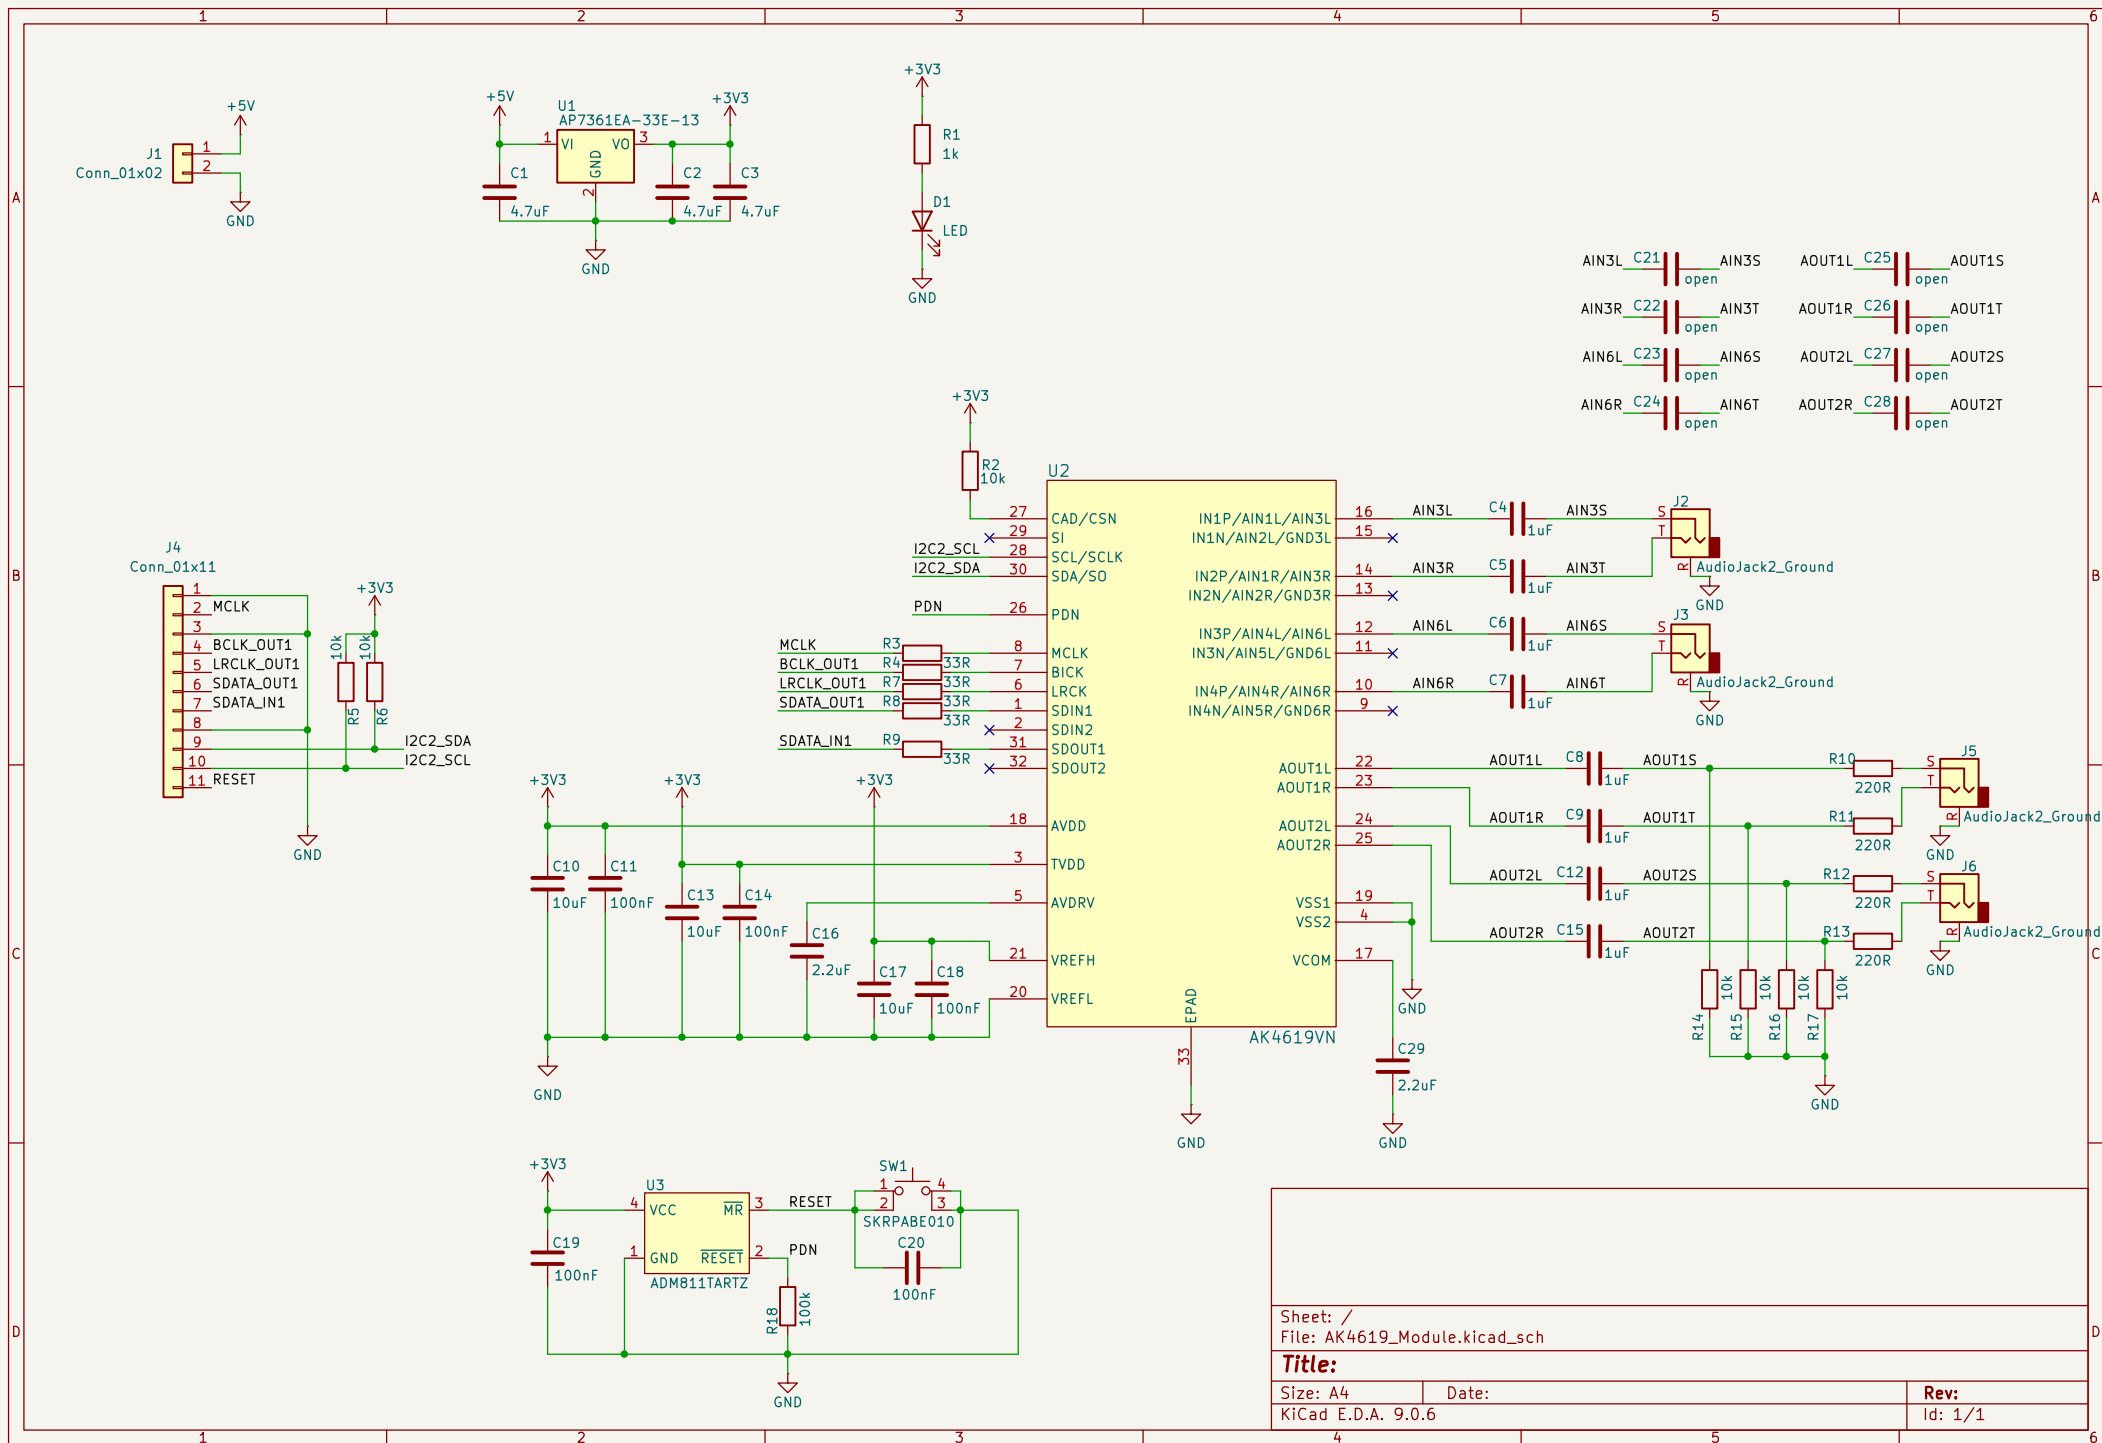 1 2 3 4 5 6
A
B
C
D
A
B
C
D
1 2 3 4 5 6
+5V
J1
Conn_01x02
1
2
GND
+5V
U1
AP7361EA-33E-13
+3V3
1 VI VO 3
GND
2
C1
4.7uF
C2
4.7uF
C3
4.7uF
GND
+3V3
R1
1k
D1
LED
GND
AIN3L C21 AIN3S
open
AIN3R C22 AIN3T
open
AIN6L C23 AIN6S
open
AIN6R C24 AIN6T
open
AOUT1L C25 AOUT1S
open
AOUT1R C26 AOUT1T
open
AOUT2L C27 AOUT2S
open
AOUT2R C28 AOUT2T
open
J4
Conn_01x11
1
2 MCLK
3
4 BCLK_OUT1
5 LRCLK_OUT1
6 SDATA_OUT1
7 SDATA_IN1
8
9
10
11 RESET
GND
+3V3
10k
R5
10k
R6
I2C2_SDA
I2C2_SCL
+3V3
R2
10k
U2
27 CAD/CSN
29 SI
I2C2_SCL 28 SCL/SCLK
I2C2_SDA 30 SDA/SO
PDN 26 PDN
MCLK R3 33R 8 MCLK
BCLK_OUT1 R4 33R 7 BICK
LRCLK_OUT1 R7 33R 6 LRCK
SDATA_OUT1 R8 33R 1 SDIN1
2 SDIN2
SDATA_IN1 R9 33R 31 SDOUT1
32 SDOUT2
18 AVDD
3 TVDD
5 AVDRV
21 VREFH
20 VREFL
IN1P/AIN1L/AIN3L 16
IN1N/AIN2L/GND3L 15
IN2P/AIN1R/AIN3R 14
IN2N/AIN2R/GND3R 13
IN3P/AIN4L/AIN6L 12
IN3N/AIN5L/GND6L 11
IN4P/AIN4R/AIN6R 10
IN4N/AIN5R/GND6R 9
AOUT1L 22
AOUT1R 23
AOUT2L 24
AOUT2R 25
VSS1 19
VSS2 4
VCOM 17
EPAD
33
AK4619VN
GND
+3V3
+3V3
+3V3
C10
10uF
C11
100nF
C13
10uF
C14
100nF
C16
2.2uF
C17
10uF
C18
100nF
GND
AIN3L C4 AIN3S
1uF
AIN3R C5 AIN3T
1uF
AIN6L C6 AIN6S
1uF
AIN6R C7 AIN6T
1uF
J2
S
T
R
AudioJack2_Ground
GND
J3
S
T
R
AudioJack2_Ground
GND
AOUT1L C8 AOUT1S
1uF
AOUT1R C9 AOUT1T
1uF
AOUT2L C12 AOUT2S
1uF
AOUT2R C15 AOUT2T
1uF
R10
220R
R11
220R
R12
220R
R13
220R
J5
S
T
R
AudioJack2_Ground
GND
J6
S
T
R
AudioJack2_Ground
GND
R14
10k
R15
10k
R16
10k
R17
10k
GND
GND
C29
2.2uF
GND
+3V3
U3
4 VCC
1 GND
MR 3
RESET 2
ADM811TARTZ
C19
100nF
RESET
PDN
R18
100k
SW1
1
2
4
3
SKRPABE010
C20
100nF
GND
Sheet: /
File: AK4619_Module.kicad_sch
Title:
Size: A4 Date: Rev:
KiCad E.D.A. 9.0.6 Id: 1/1